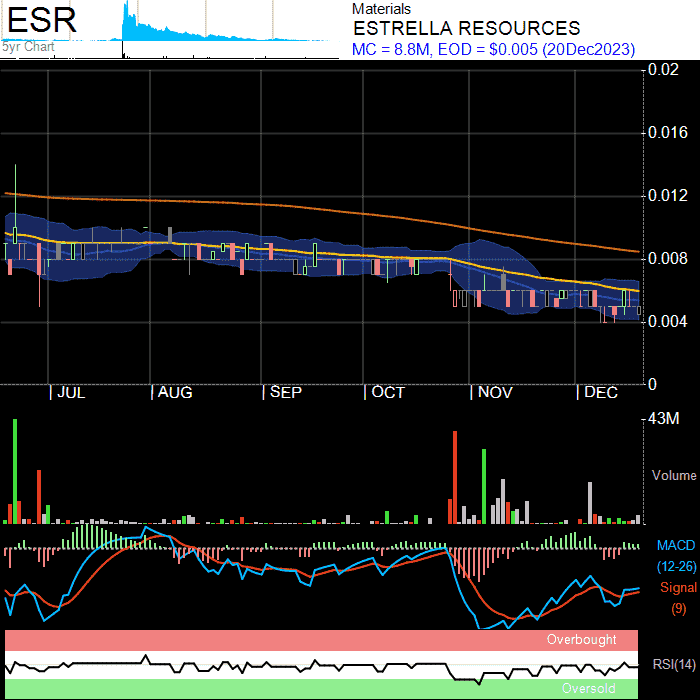 ESR
5yr Chart
Materials
ESTRELLA RESOURCES
MC = 8.8M, EOD = $0.005 (20Dec2023)
0.02
0.016
0.012
0.008
0.004
0
| JUL | AUG | SEP | OCT | NOV | DEC
43M
Volume
MACD
(12-26)
Signal
(9)
Overbought
RSI(14)
Oversold